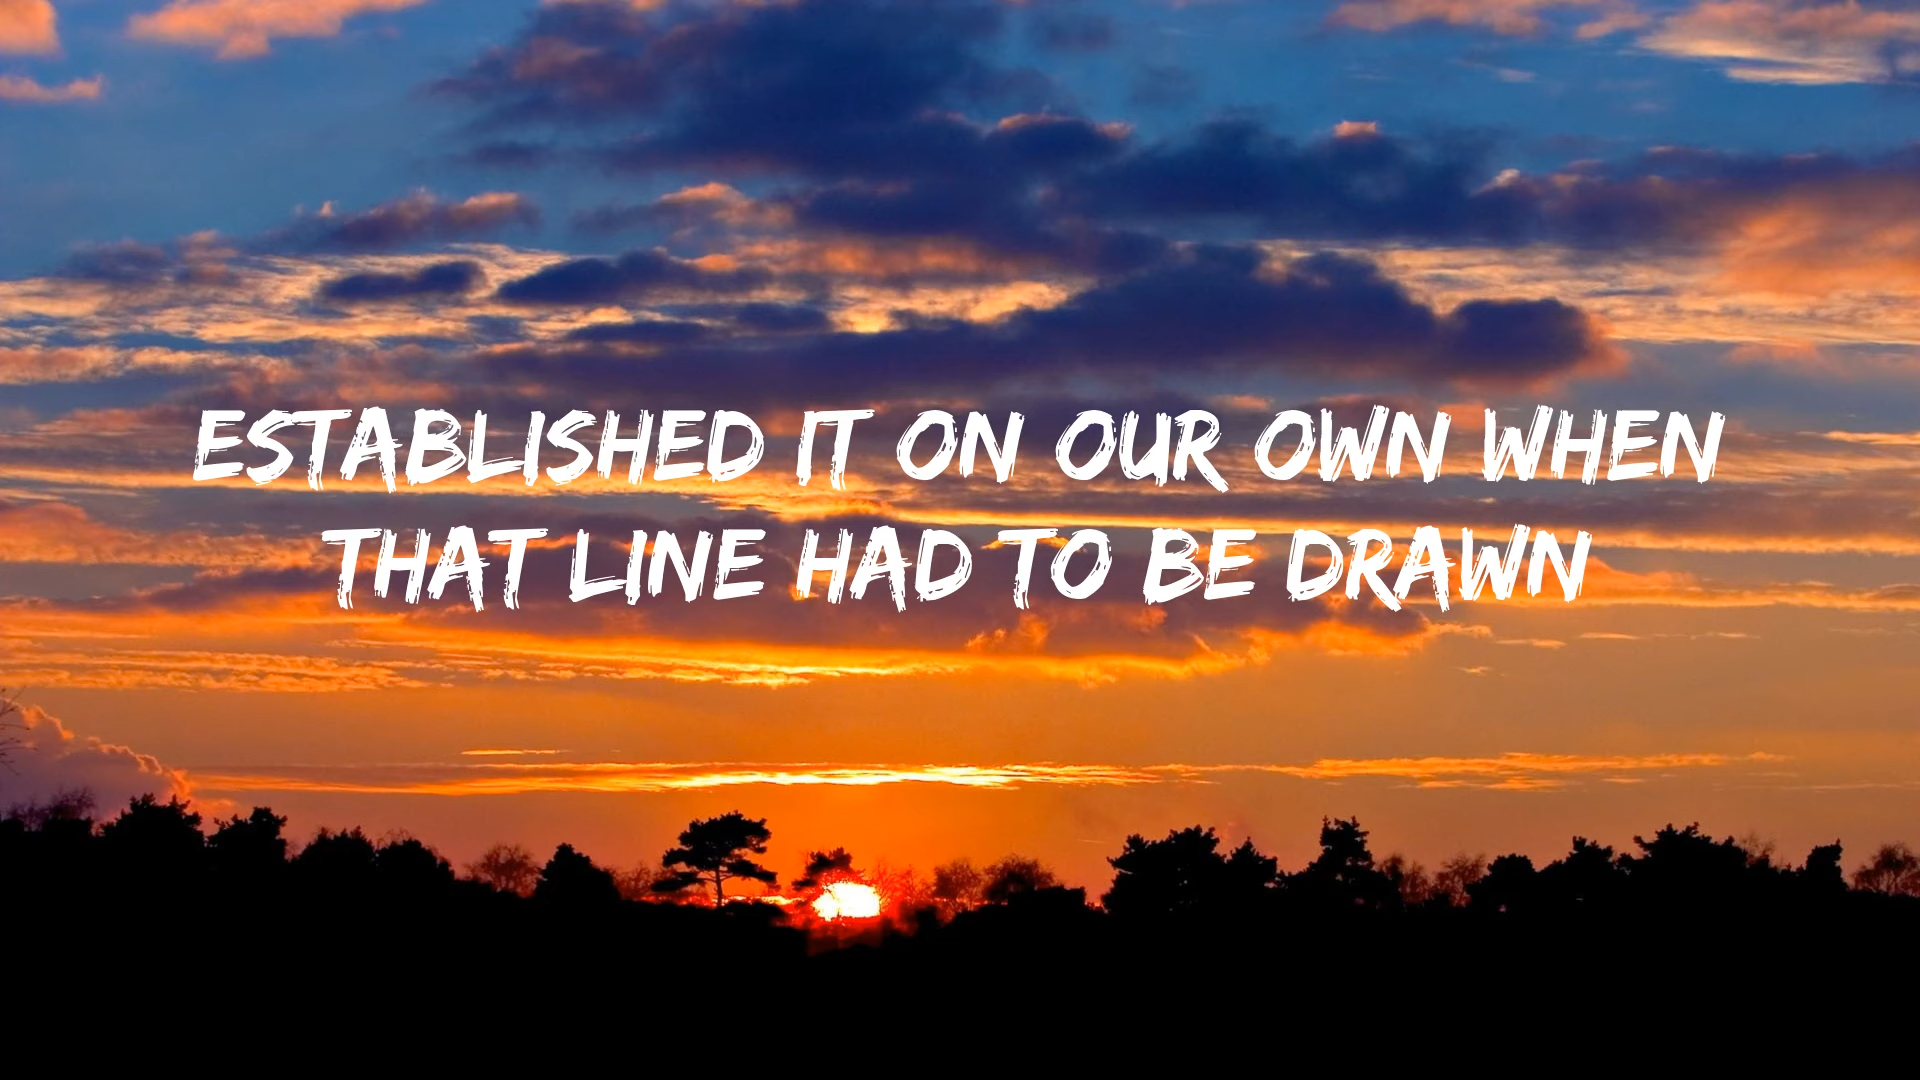 ESTABLISHED IT ON OUR OWN WHEN
THAT LINE HAD TO BE DRAWN